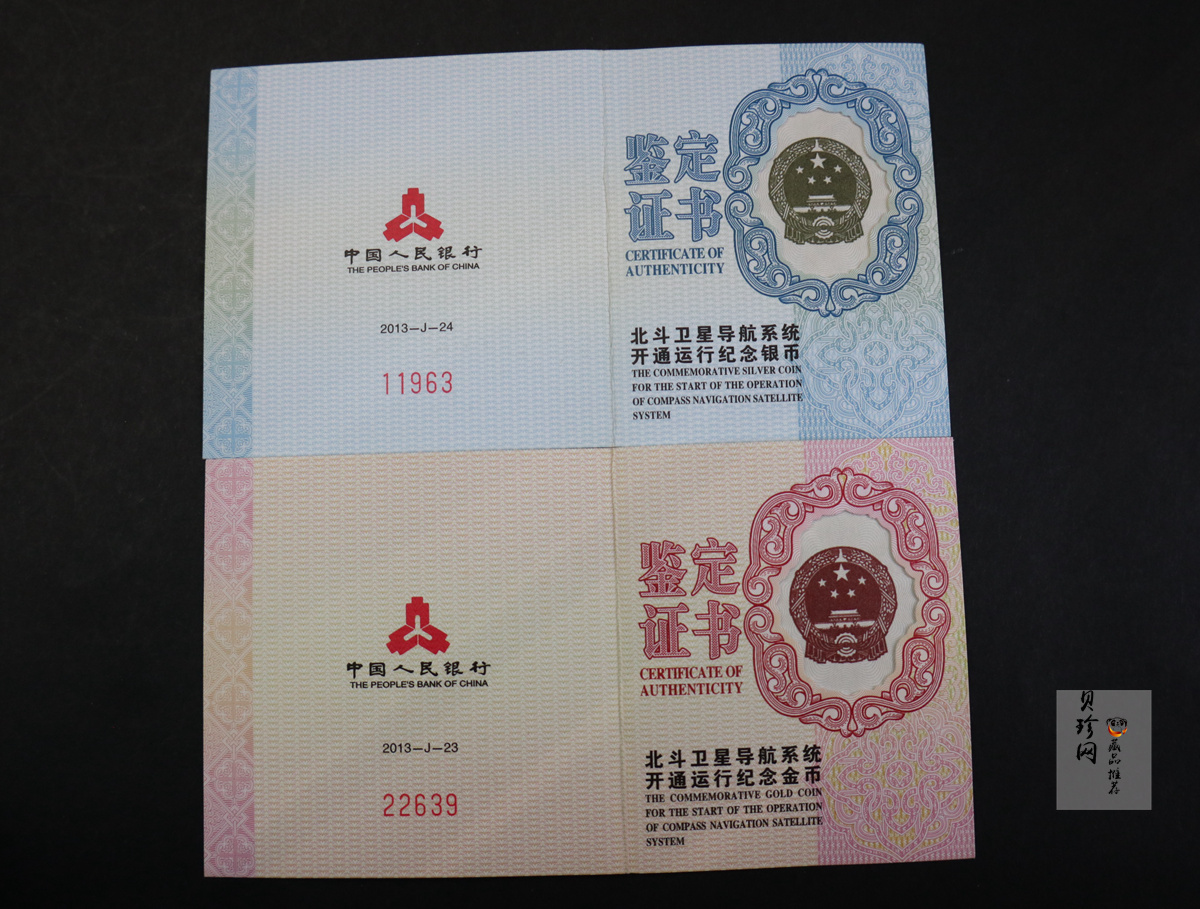 中国人民银行
THE PEOPLE'S BANK OF CHINA
2013—J—24
11963
鉴定
证书
CERTIFICATE OF
AUTHENTICITY
北斗卫星导航系统
开通运行纪念银币
THE COMMEMORATIVE SILVER COIN
FOR THE START OF THE OPERATION
OF COMPASS NAVIGATION SATELLITE
SYSTEM
中国人民银行
THE PEOPLE'S BANK OF CHINA
2013—J—23
22639
鉴定
证书
CERTIFICATE OF
AUTHENTICITY
北斗卫星导航系统
开通运行纪念金币
THE COMMEMORATIVE GOLD COIN
FOR THE START OF THE OPERATION
OF COMPASS NAVIGATION SATELLITE
SYSTEM
贝珍网
藏品推荐